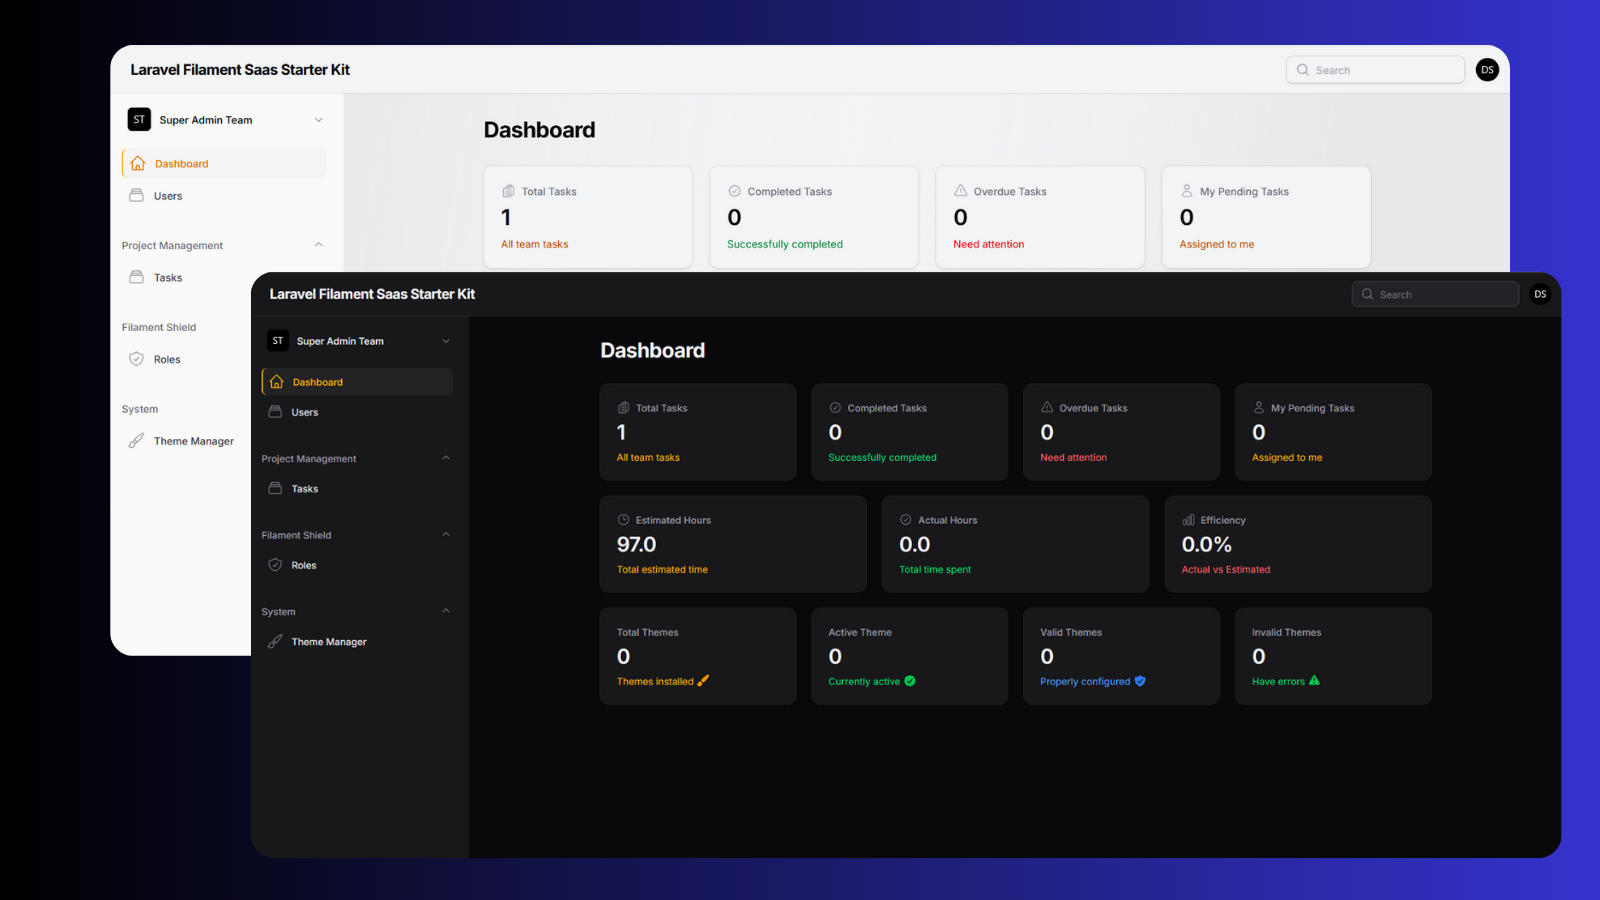 Laravel Filament Saas Starter Kit
Search
DS
ST
Super Admin Team
Dashboard
Users
Project Management
Tasks
Filament Shield
Roles
System
Theme Manager
Dashboard
Total Tasks
1
All team tasks
Completed Tasks
0
Successfully completed
Overdue Tasks
0
Need attention
My Pending Tasks
0
Assigned to me
Laravel Filament Saas Starter Kit
Search
DS
ST
Super Admin Team
Dashboard
Users
Project Management
Tasks
Filament Shield
Roles
System
Theme Manager
Dashboard
Total Tasks
1
All team tasks
Completed Tasks
0
Successfully completed
Overdue Tasks
0
Need attention
My Pending Tasks
0
Assigned to me
Estimated Hours
97.0
Total estimated time
Actual Hours
0.0
Total time spent
Efficiency
0.0%
Actual vs Estimated
Total Themes
0
Themes installed
Active Theme
0
Currently active
Valid Themes
0
Properly configured
Invalid Themes
0
Have errors